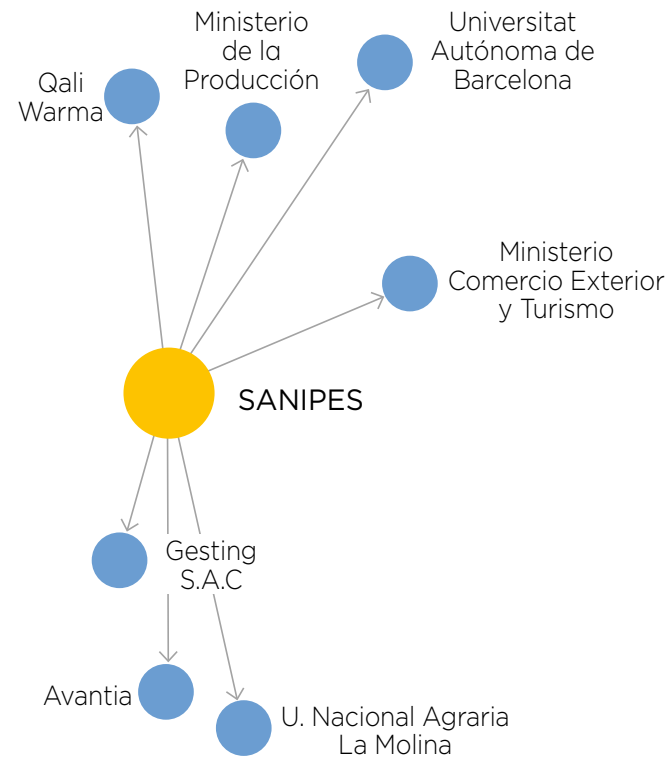 Ministerio
de la
Producción
Universitat
Autónoma de
Barcelona
Qali
Warma
Ministerio
Comercio Exterior
y Turismo
SANIPES
Gesting
S.A.C
Avantia
U. Nacional Agraria
La Molina